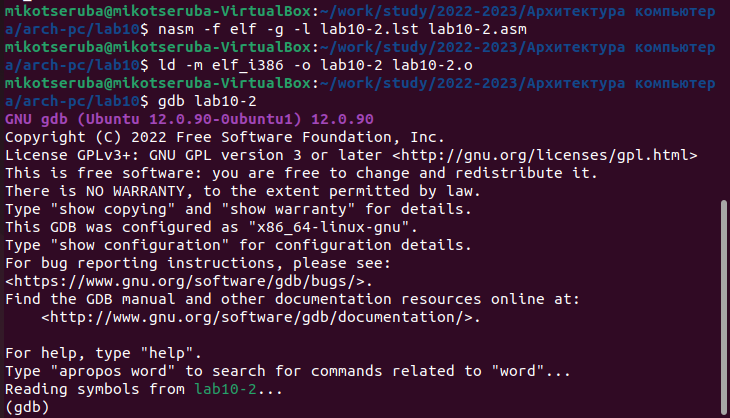 mikotseruba@mikotseruba-VirtualBox:~/work/study/2022-2023/Архитектура компьютер
а/arch-pc/lab10$ nasm -f elf -g -l lab10-2.lst lab10-2.asm
mikotseruba@mikotseruba-VirtualBox:~/work/study/2022-2023/Архитектура компьютер
а/arch-pc/lab10$ ld -m elf_i386 -o lab10-2 lab10-2.o
mikotseruba@mikotseruba-VirtualBox:~/work/study/2022-2023/Архитектура компьютер
а/arch-pc/lab10$ gdb lab10-2
GNU gdb (Ubuntu 12.0.90-0ubuntu1) 12.0.90
Copyright (C) 2022 Free Software Foundation, Inc.
License GPLv3+: GNU GPL version 3 or later <http://gnu.org/licenses/gpl.html>
This is free software: you are free to change and redistribute it.
There is NO WARRANTY, to the extent permitted by law.
Type "show copying" and "show warranty" for details.
This GDB was configured as "x86_64-linux-gnu".
Type "show configuration" for configuration details.
For bug reporting instructions, please see:
<https://www.gnu.org/software/gdb/bugs/>.
Find the GDB manual and other documentation resources online at:
    <http://www.gnu.org/software/gdb/documentation/>.

For help, type "help".
Type "apropos word" to search for commands related to "word"...
Reading symbols from lab10-2...
(gdb)